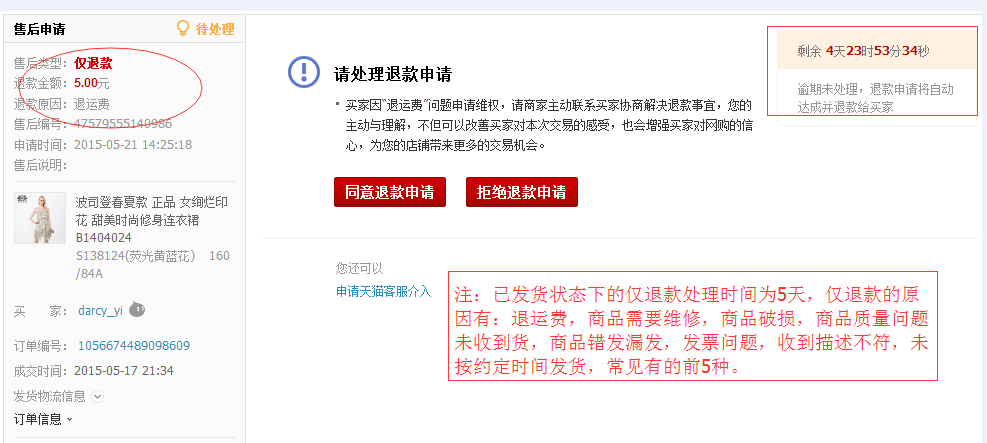 售后申请
待处理
售后类型：仅退款
退款金额：5.00元
退款原因：退运费
售后编号：47579555140986
申请时间：2015-05-21 14:25:18
售后说明：
波司登春夏款 正品 女绚烂印
花 甜美时尚修身连衣裙
B1404024
S138124(荧光黄蓝花) 160
/84A
买 家：darcy_yi
订单编号：1056674489098609
成交时间：2015-05-17 21:34
发货物流信息
订单信息
请处理退款申请
• 买家因"退运费"问题申请维权，请商家主动联系买家协商解决退款事宜，您的
主动与理解，不但可以改善买家对本次交易的感受，也会增强买家对网购的信
心，为您的店铺带来更多的交易机会。
同意退款申请
拒绝退款申请
您还可以
申请天猫客服介入
剩余 4天23时53分34秒
逾期未处理，退款申请将自动
达成并退款给买家
注：已发货状态下的仅退款处理时间为5天，仅退款的原
因有：退运费，商品需要维修，商品破损，商品质量问题
未收到货，商品错发漏发，发票问题，收到描述不符，未
按约定时间发货，常见有的前5种。